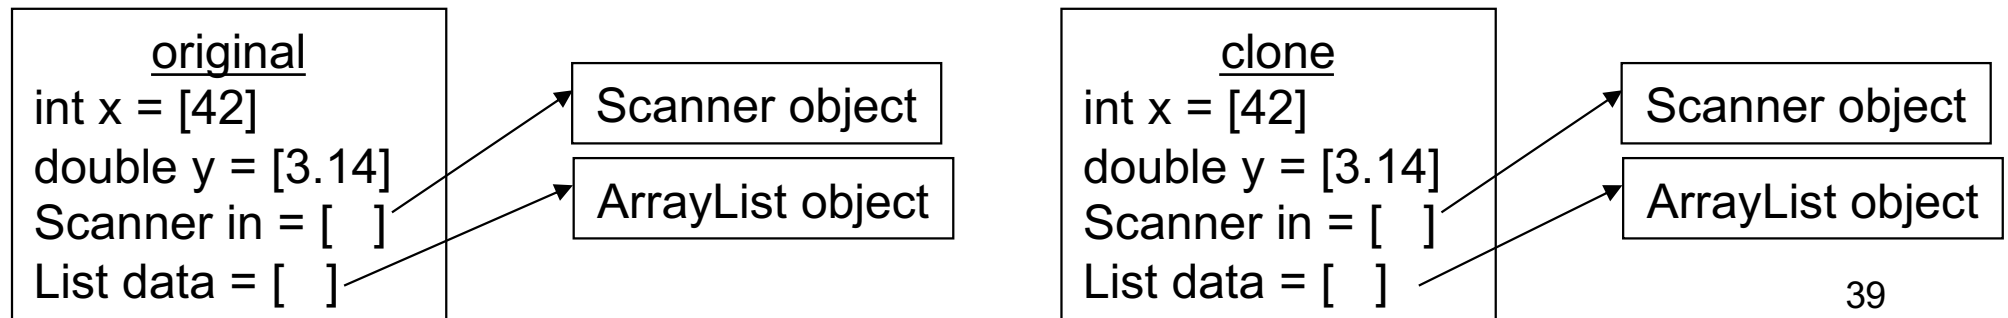 original
int x = [42]
double y = [3.14]
Scanner in = [ ]
List data = [ ]
Scanner object
ArrayList object
clone
int x = [42]
double y = [3.14]
Scanner in = [ ]
List data = [ ]
Scanner object
ArrayList object
39